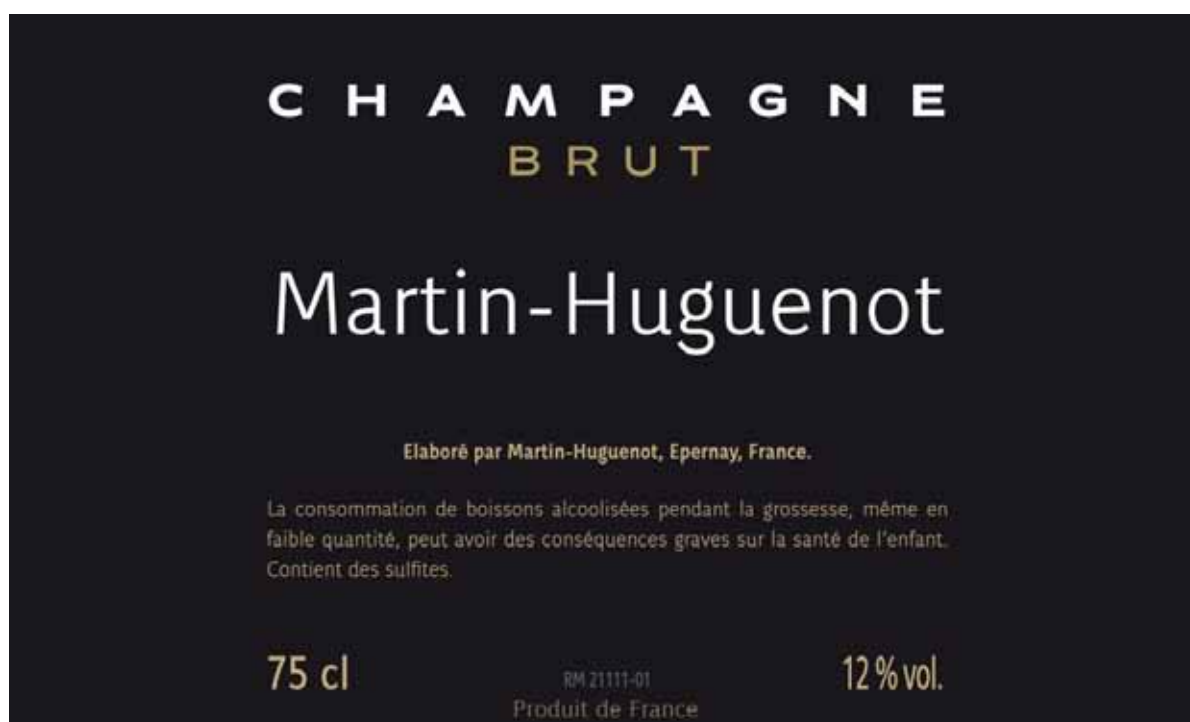 CHAMPAGNE
BRUT
Martin-Huguenot
Elaboré par Martin-Huguenot, Epernay, France.
La consommation de boissons alcoolisées pendant la grossesse, même en
faible quantité, peut avoir des conséquences graves sur la santé de l'enfant.
Contient des sulfites.
75 cl
RM 21111-01
12 % vol.
Produit de France